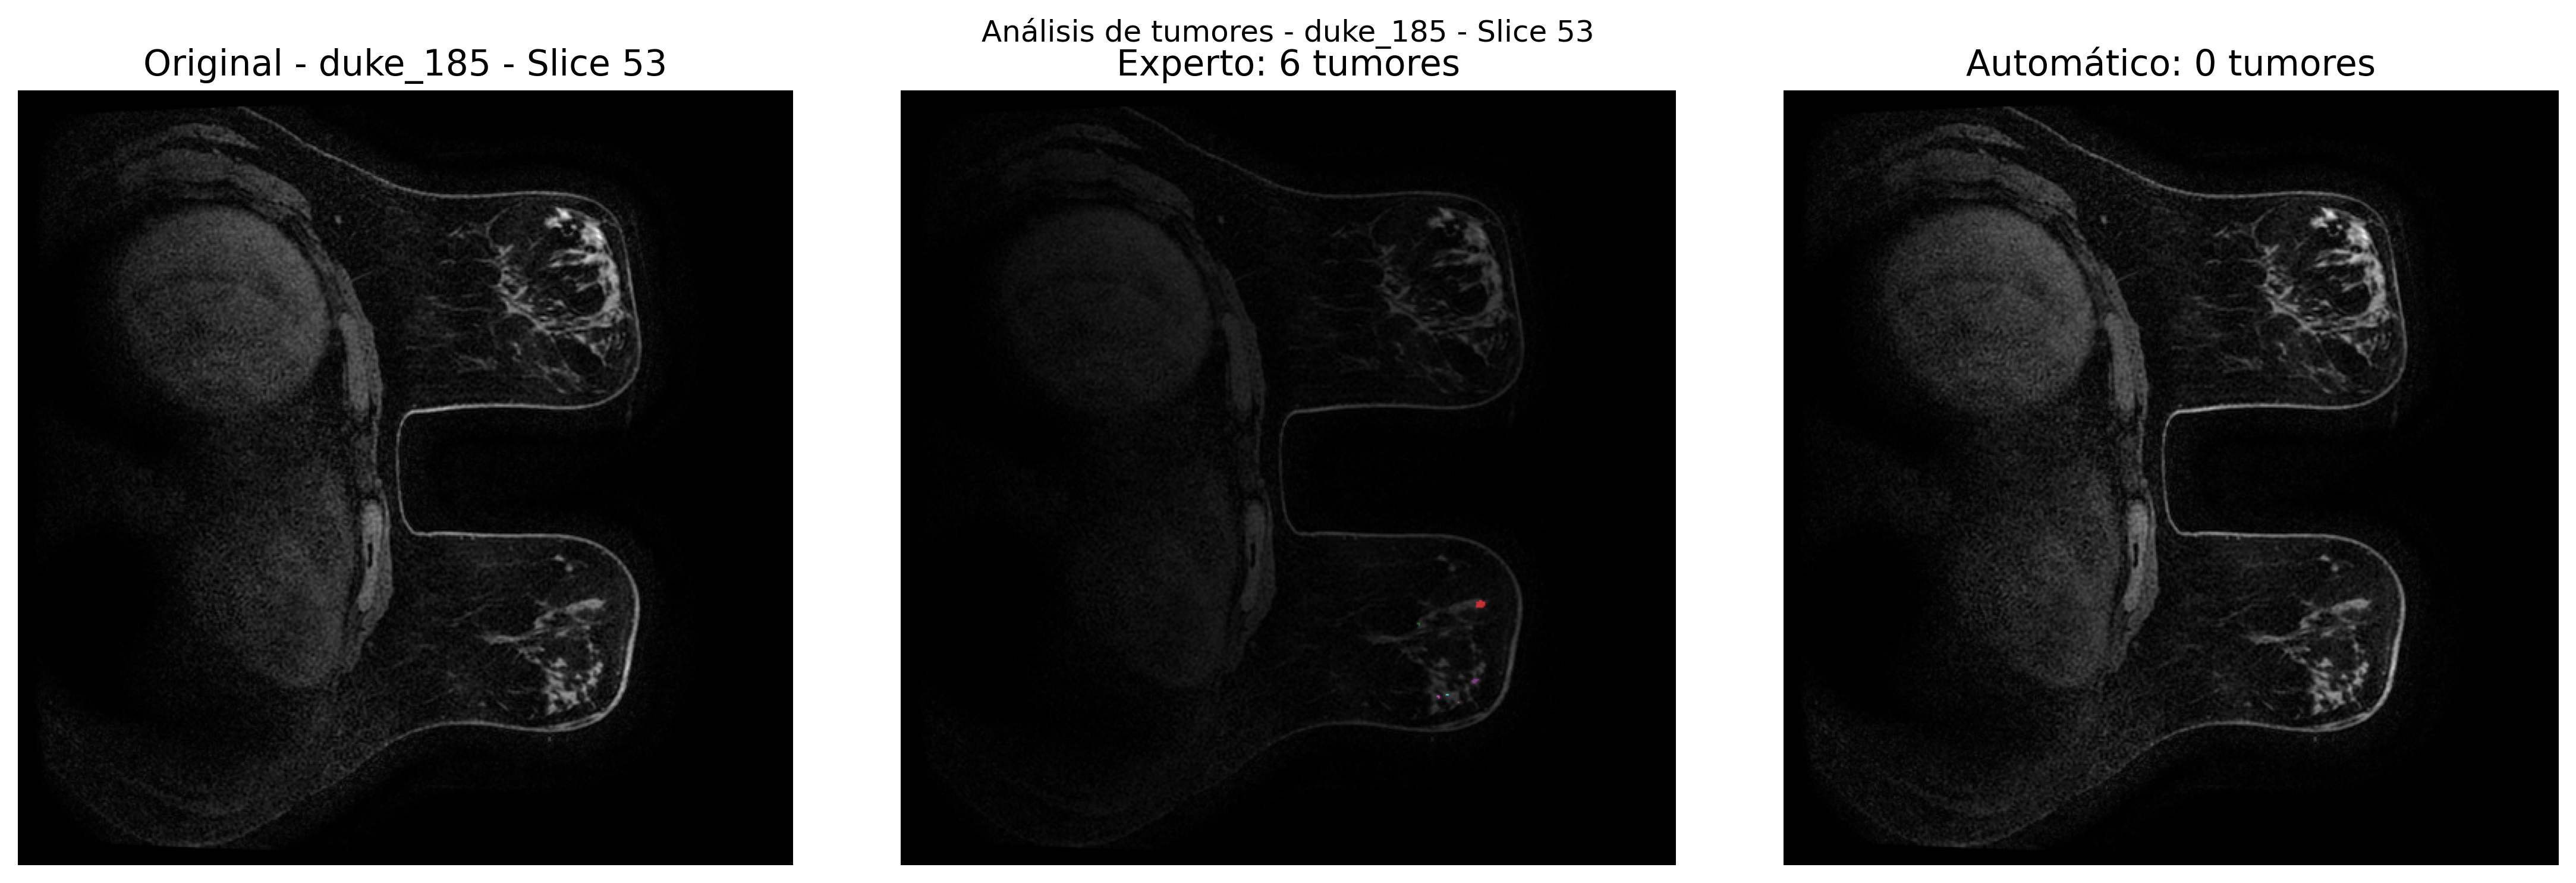 Análisis de tumores - duke_185 - Slice 53
Original - duke_185 - Slice 53
Experto: 6 tumores
Automático: 0 tumores